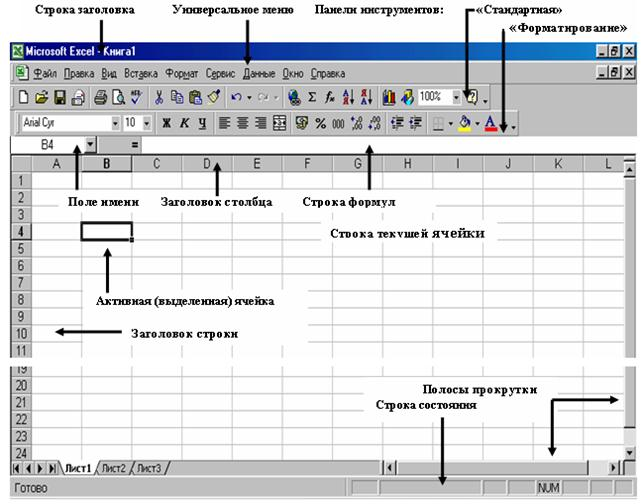 Строка заголовка Универсальное меню Панели инструментов: «Стандартная»
«Форматирование»
Microsoft Excel - Книга1
Файл Правка Вид Вставка Формат Сервис Данные Окно Справка
100%
Arial Cyr 10 Ж К Ч % 000
B4 =
A B C D E F G H I J K L
1
2
Поле имени Заголовок столбца Строка формул
3
4 Строка текушей ячейки
5
6
7
8 Активная (выделенная) ячейка
9
10 Заголовок строки
11
19
20 Полосы прокрутки
21 Строка состояния
22
23
24
Лист1 Лист2 Лист3
Готово NUM